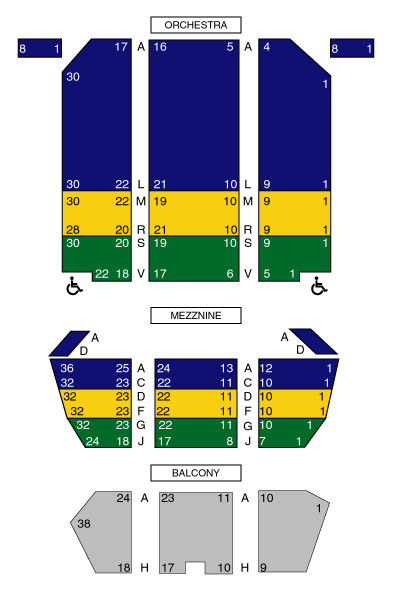 ORCHESTRA
8 1 17 A 16 5 A 4 8 1
30 1
30 22 L 21 10 L 9 1
30 22 M 19 10 M 9 1
28 20 R 21 10 R 9 1
30 20 S 19 10 S 9 1
22 18 V 17 6 V 5 1
MEZZNINE
A A
D D
36 25 A 24 13 A 12 1
32 23 C 22 11 C 10 1
32 23 D 22 11 D 10 1
32 23 F 22 11 F 10 1
32 23 G 22 11 G 10 1
24 18 J 17 8 J 7 1
BALCONY
24 A 23 11 A 10
1
38
18 H 17 10 H 9